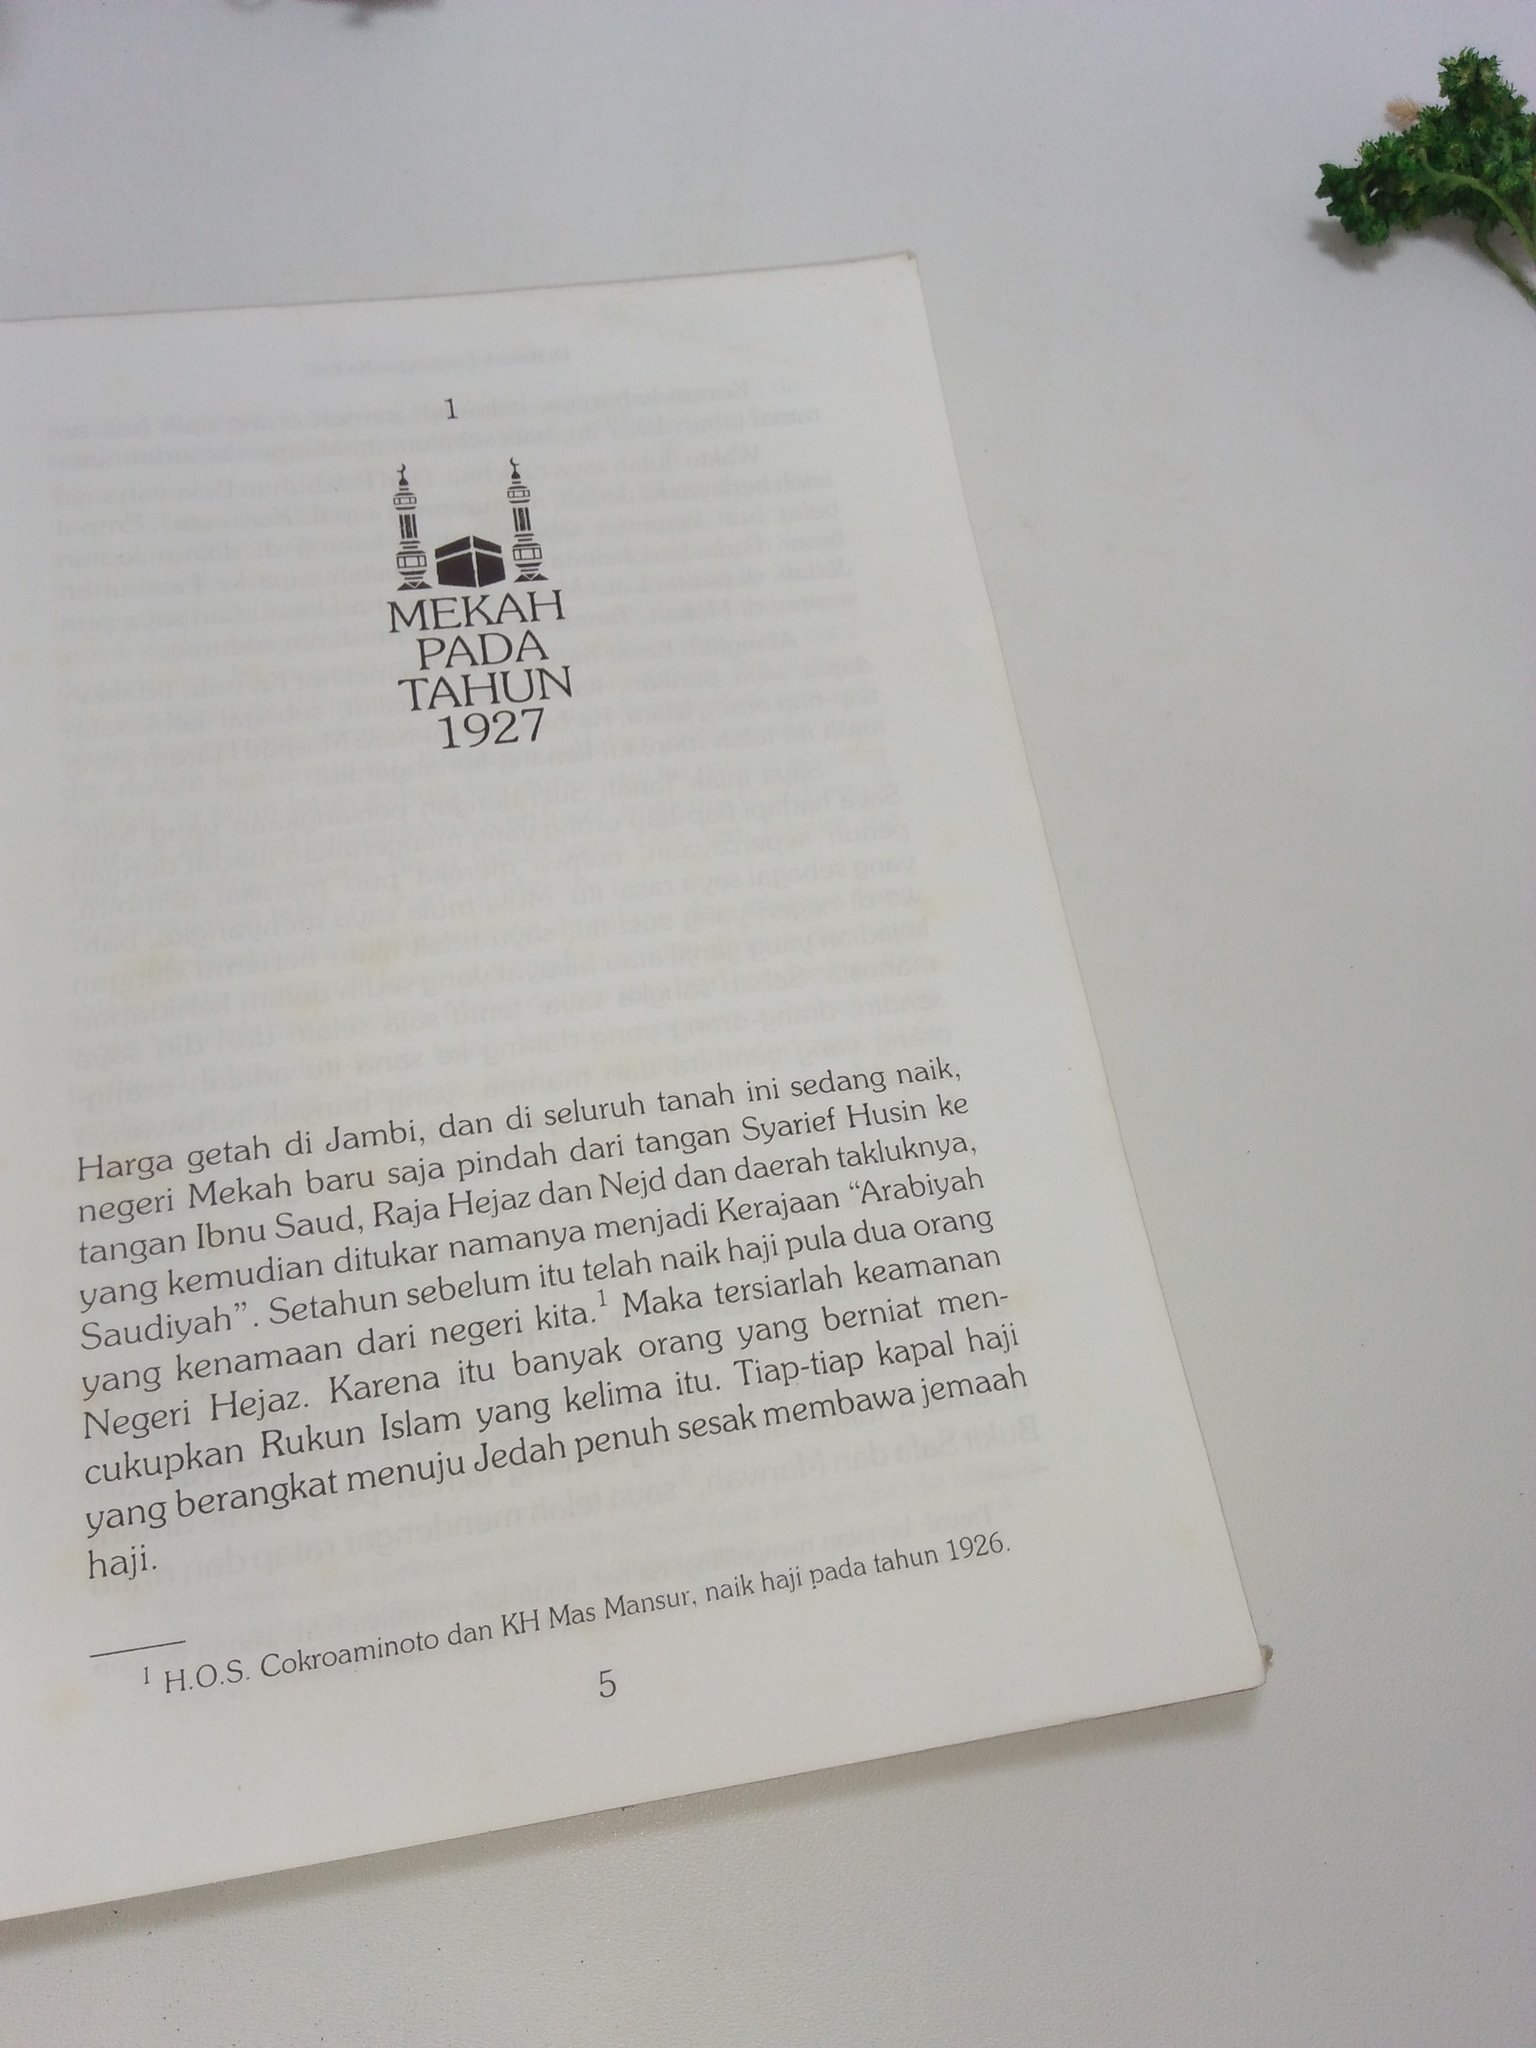 1
MEKAH
PADA
TAHUN
1927
Harga getah di Jambi, dan di seluruh tanah ini sedang naik,
negeri Mekah baru saja pindah dari tangan Syarief Husin ke
tangan Ibnu Saud, Raja Hejaz dan Nejd dan daerah takluknya,
yang kemudian ditukar namanya menjadi Kerajaan “Arabiyah
Saudiyah”. Setahun sebelum itu telah naik haji pula dua orang
yang kenamaan dari negeri kita.1 Maka tersiarlah keamanan
Negeri Hejaz. Karena itu banyak orang yang berniat men-
cukupkan Rukun Islam yang kelima itu. Tiap-tiap kapal haji
yang berangkat menuju Jedah penuh sesak membawa jemaah
haji.
1 H.O.S. Cokroaminoto dan KH Mas Mansur, naik haji pada tahun 1926.
5